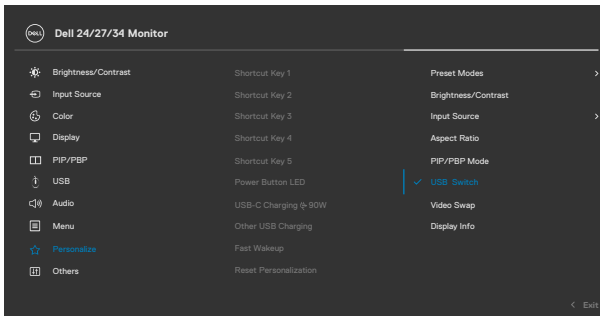 DELL Dell 24/27/34 Monitor
Brightness/Contrast
Input Source
Color
Display
PIP/PBP
USB
Audio
Menu
Personalize
Others
Shortcut Key 1
Shortcut Key 2
Shortcut Key 3
Shortcut Key 4
Shortcut Key 5
Power Button LED
USB-C Charging 90W
Other USB Charging
Fast Wakeup
Reset Personalization
Preset Modes
Brightness/Contrast
Input Source
Aspect Ratio
PIP/PBP Mode
USB Switch
Video Swap
Display Info
Exit